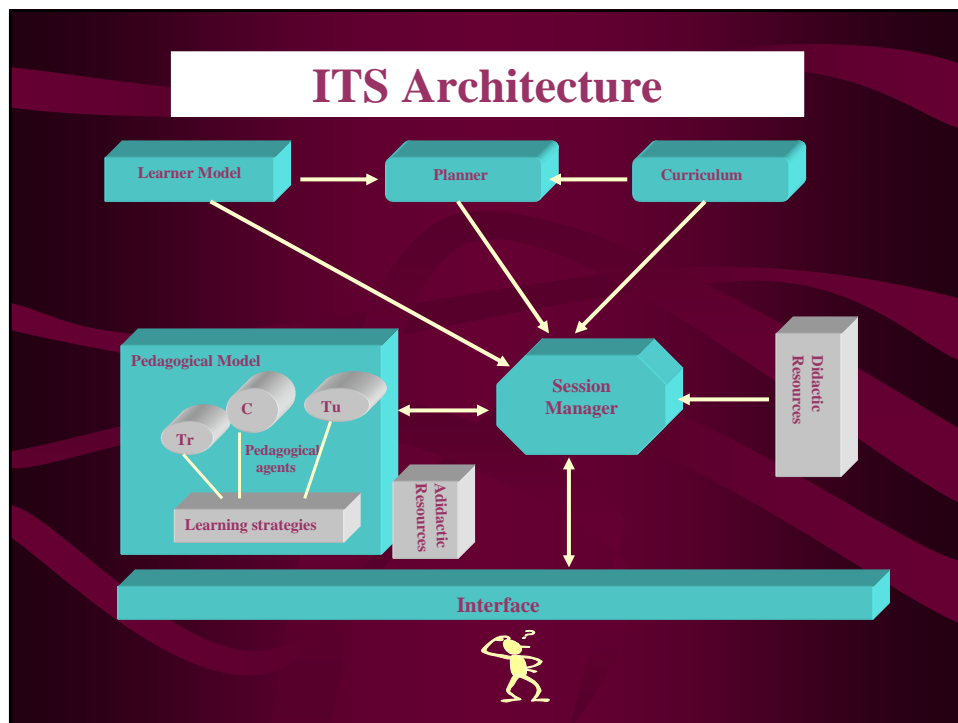 ITS Architecture
Learner Model
Planner
Curriculum
Pedagogical Model
Tr
C
Tu
Pedagogical
agents
Learning strategies
Adidactic
Resources
Session
Manager
Didactic
Resources
Interface
?